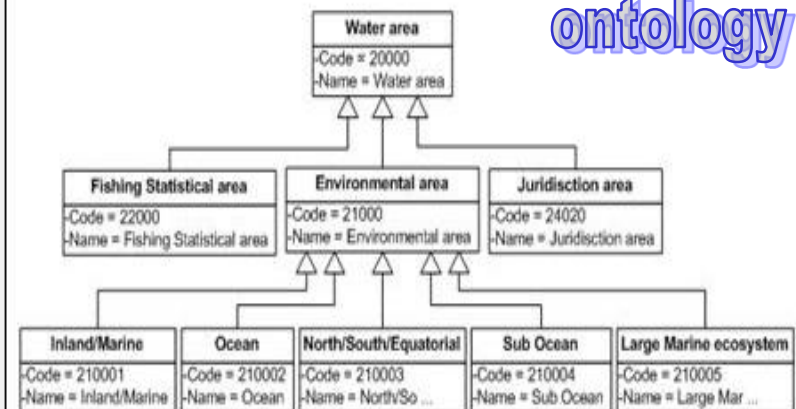 ontology
Water area
-Code = 20000
-Name = Water area
Fishing Statistical area
-Code = 22000
-Name = Fishing Statistical area
Environmental area
-Code = 21000
-Name = Environmental area
Juridisction area
-Code = 24020
-Name = Juridisction area
Inland/Marine
-Code = 210001
-Name = Inland/Marine
Ocean
-Code = 210002
-Name = Ocean
North/South/Equatorial
-Code = 210003
-Name = North/So ...
Sub Ocean
-Code = 210004
-Name = Sub Ocean
Large Marine ecosystem
-Code = 210005
-Name = Large Mar ...